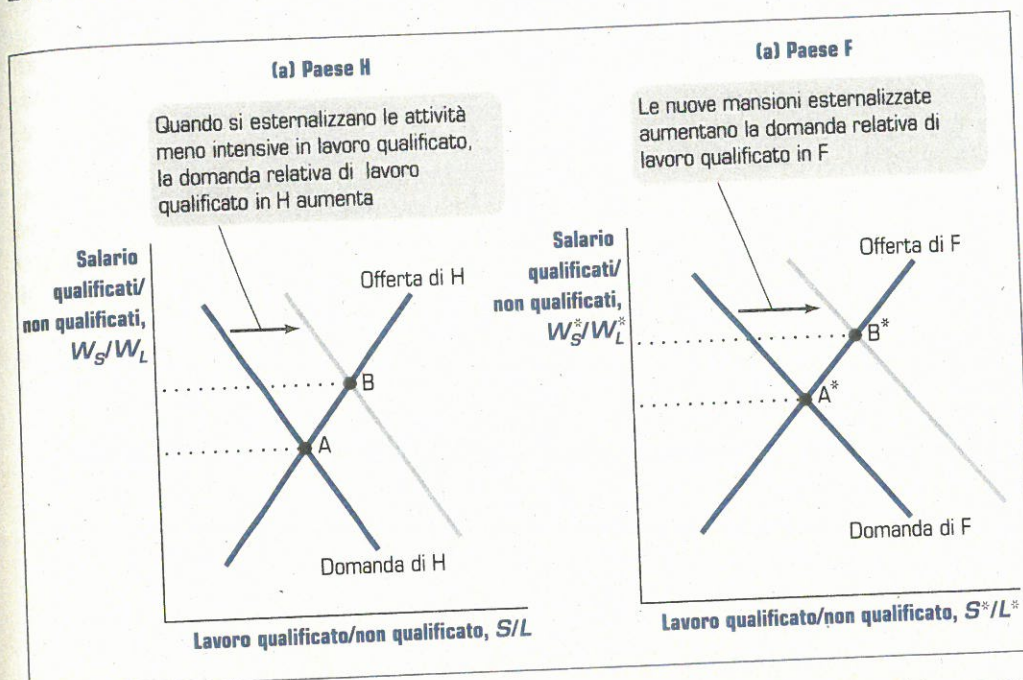 (a) Paese H
Quando si esternalizzano le attività
meno intensive in lavoro qualificato,
la domanda relativa di lavoro
qualificato in H aumenta
Salario
qualificati/
non qualificati,
W_S/W_L
Offerta di H
B
A
Domanda di H
Lavoro qualificato/non qualificato, S/L
(a) Paese F
Le nuove mansioni esternalizzate
aumentano la domanda relativa di
lavoro qualificato in F
Salario
qualificati/
non qualificati,
W*_S/W*_L
Offerta di F
B*
A*
Domanda di F
Lavoro qualificato/non qualificato, S*/L*